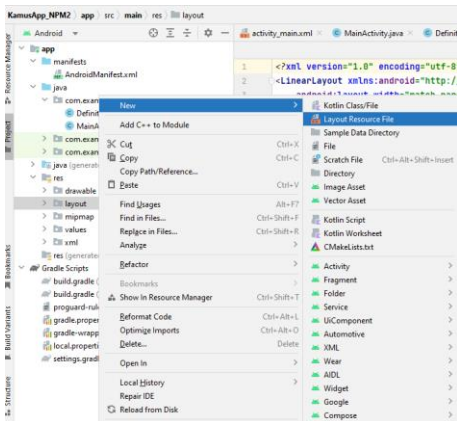 KamusApp_NPM2 > app > src > main > res > layout
Android
activity_main.xml
MainActivity.java
Definit
Resource Manager
Project
Bookmarks
Build Variants
Structure
app
manifests
AndroidManifest.xml
java
com.exan
Definit
MainA
com.exan
com.exan
java (generate
res
drawable
layout
mipmap
values
xml
res (generate
Gradle Scripts
build.gradle (
build.gradle (
proguard-rul
gradle.proper
gradle-wrapp
local.properti
settings.gradl
1 <?xml version="1.0" encoding="utf-8
2 <LinearLayout xmlns:android="http:/
New
Add C++ to Module
Cut Ctrl+X
Copy Ctrl+C
Copy Path/Reference...
Paste Ctrl+V
Find Usages Alt+F7
Find in Files... Ctrl+Shift+F
Replace in Files... Ctrl+Shift+R
Analyze
Refactor
Bookmarks
Show In Resource Manager Ctrl+Shift+T
Reformat Code Ctrl+Alt+L
Optimize Imports Ctrl+Alt+O
Delete... Delete
Open In
Local History
Repair IDE
Reload from Disk
Kotlin Class/File
Layout Resource File
Sample Data Directory
File
Scratch File Ctrl+Alt+Shift+Insert
Directory
Image Asset
Vector Asset
Kotlin Script
Kotlin Worksheet
CMakeLists.txt
Activity
Fragment
Folder
Service
UiComponent
Automotive
XML
Wear
AIDL
Widget
Google
Compose